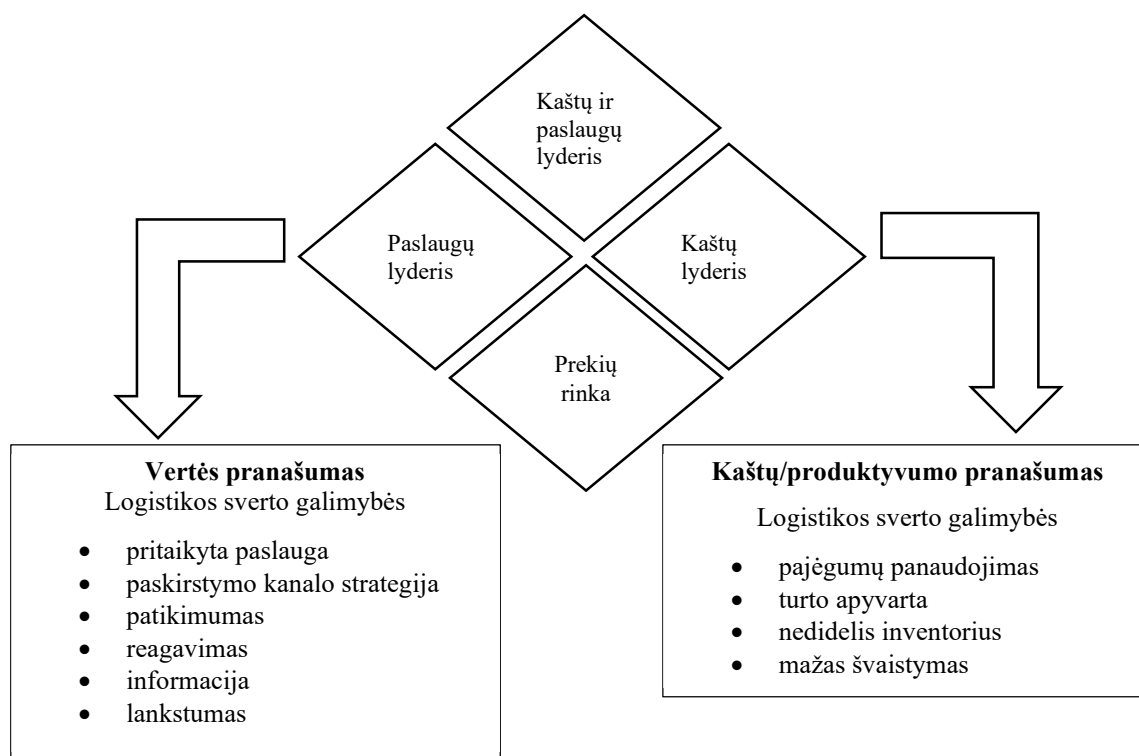 Kaštų ir
paslaugų
lyderis
Paslaugų
lyderis
Kaštų
lyderis
Prekių
rinka
Vertės pranašumas
Logistikos sverto galimybės
• pritaikyta paslauga
• paskirstymo kanalo strategija
• patikimumas
• reagavimas
• informacija
• lankstumas
Kaštų/produktyvumo pranašumas
Logistikos sverto galimybės
• pajėgumų panaudojimas
• turto apyvarta
• nedidelis inventorius
• mažas švaistymas